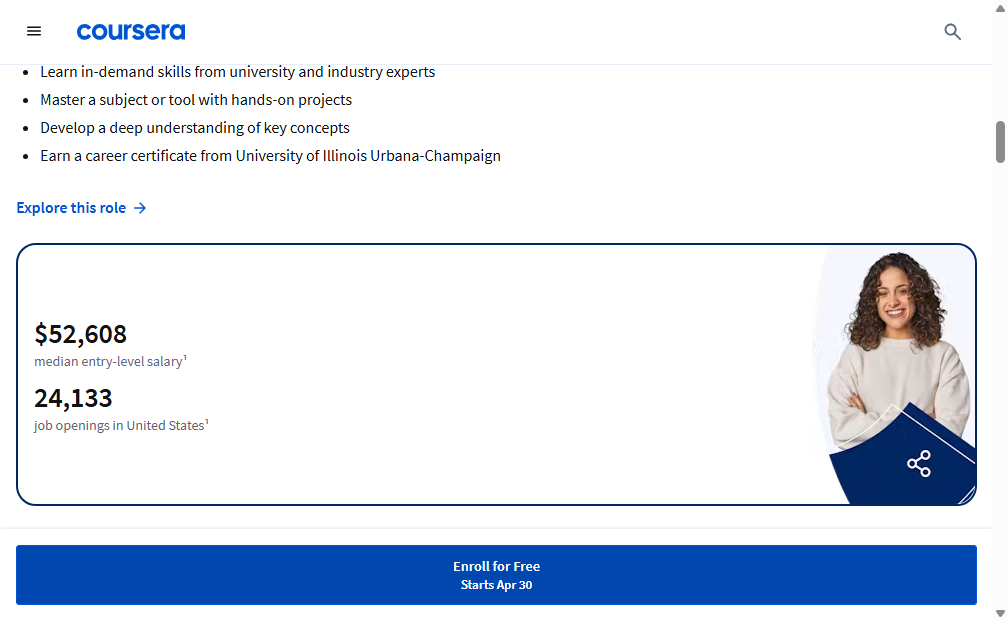 coursera
Learn in-demand skills from university and industry experts
Master a subject or tool with hands-on projects
Develop a deep understanding of key concepts
Earn a career certificate from University of Illinois Urbana-Champaign
Explore this role →
$52,608
median entry-level salary¹
24,133
job openings in United States¹
Enroll for Free
Starts Apr 30